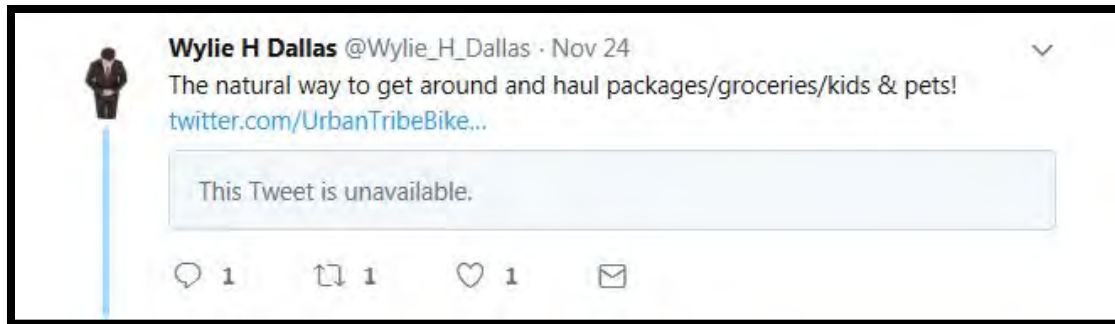 Wylie H Dallas @Wylie_H_Dallas · Nov 24
The natural way to get around and haul packages/groceries/kids & pets!
twitter.com/UrbanTribeBike...
This Tweet is unavailable.
1 1 1